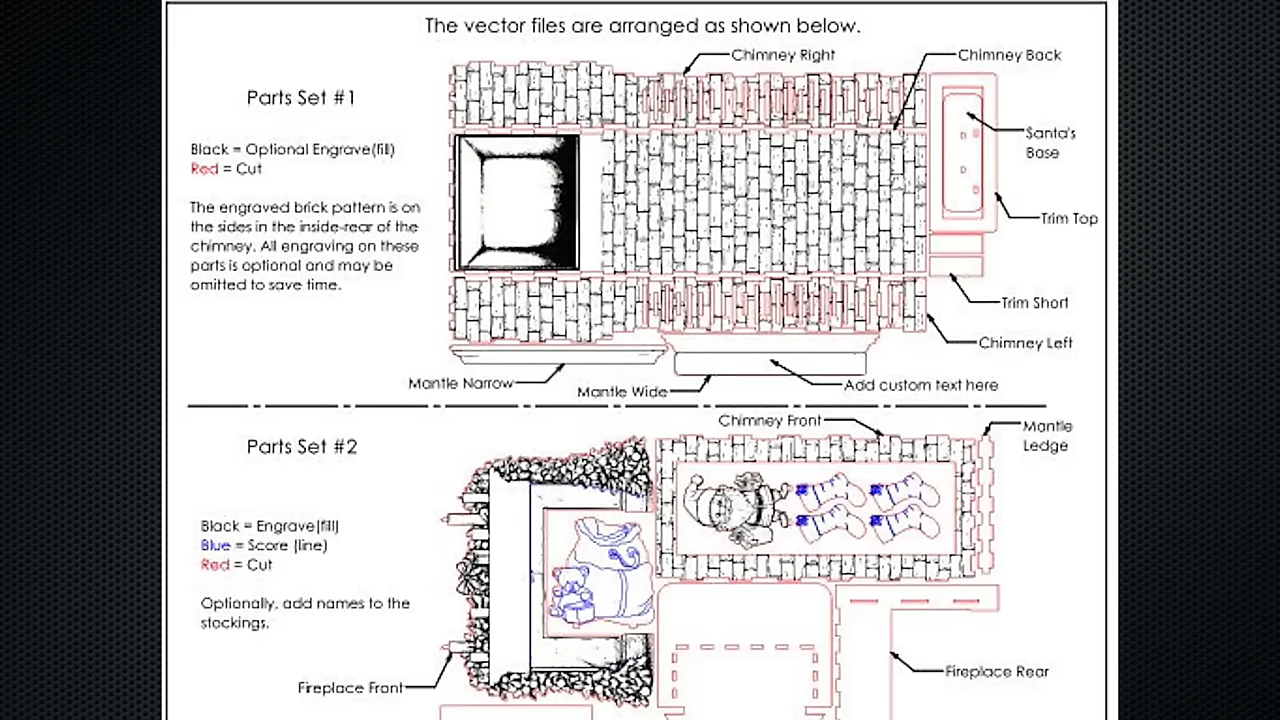 The vector files are arranged as shown below.
Chimney Right
Chimney Back
Parts Set #1
Santa's
Base
Black = Optional Engrave(fill)
Red = Cut
The engraved brick pattern is on
the sides in the inside-rear of the
chimney. All engraving on these
parts is optional and may be
omitted to save time.
Trim Top
Trim Short
Chimney Left
Mantle Narrow
Mantle Wide
Add custom text here
Chimney Front
Mantle
Ledge
Parts Set #2
Black = Engrave(fill)
Blue = Score (line)
Red = Cut
Optionally, add names to the
stockings.
Fireplace Rear
Fireplace Front